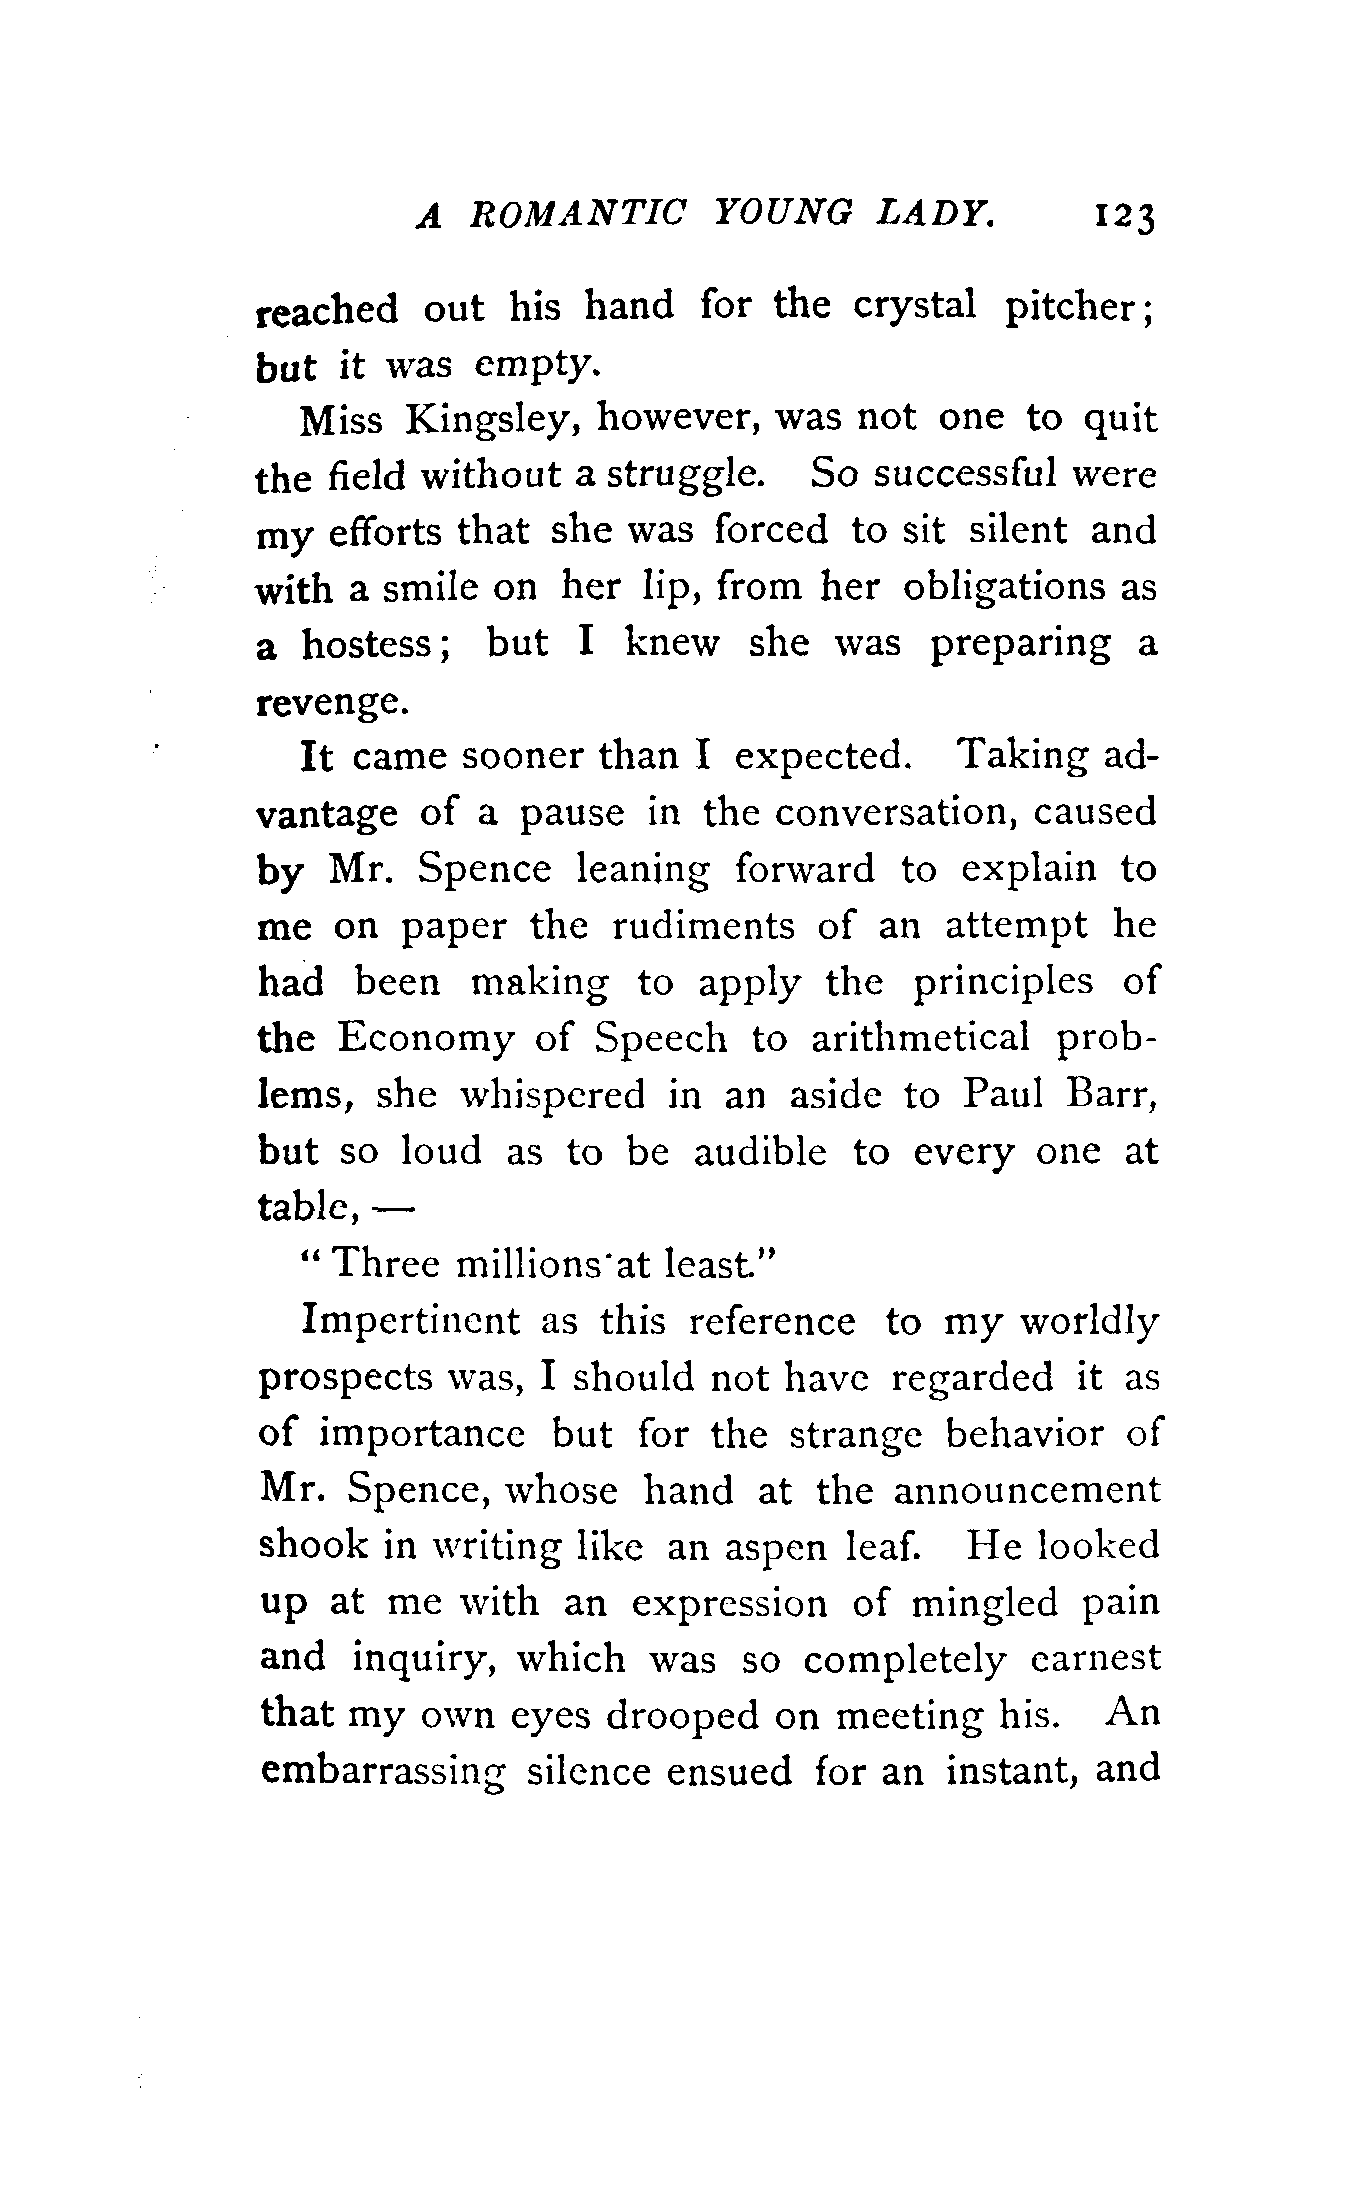 A ROMANTIC YOUNG LADY. 123
reached out his hand for the crystal pitcher;
but it was empty.
Miss Kingsley, however, was not one to quit
the field without a struggle. So successful were
my efforts that she was forced to sit silent and
with a smile on her lip, from her obligations as
a hostess; but I knew she was preparing a
revenge.
It came sooner than I expected. Taking ad-
vantage of a pause in the conversation, caused
by Mr. Spence leaning forward to explain to
me on paper the rudiments of an attempt he
had been making to apply the principles of
the Economy of Speech to arithmetical prob-
lems, she whispered in an aside to Paul Barr,
but so loud as to be audible to every one at
table, —
"Three millions at least."
Impertinent as this reference to my worldly
prospects was, I should not have regarded it as
of importance but for the strange behavior of
Mr. Spence, whose hand at the announcement
shook in writing like an aspen leaf. He looked
up at me with an expression of mingled pain
and inquiry, which was so completely earnest
that my own eyes drooped on meeting his. An
embarrassing silence ensued for an instant, and